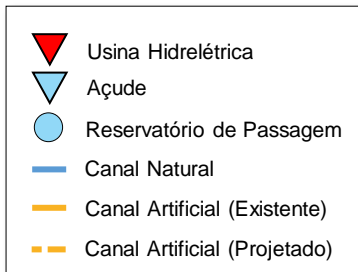 Usina Hidrelétrica
Açude
Reservatório de Passagem
Canal Natural
Canal Artificial (Existente)
Canal Artificial (Projetado)